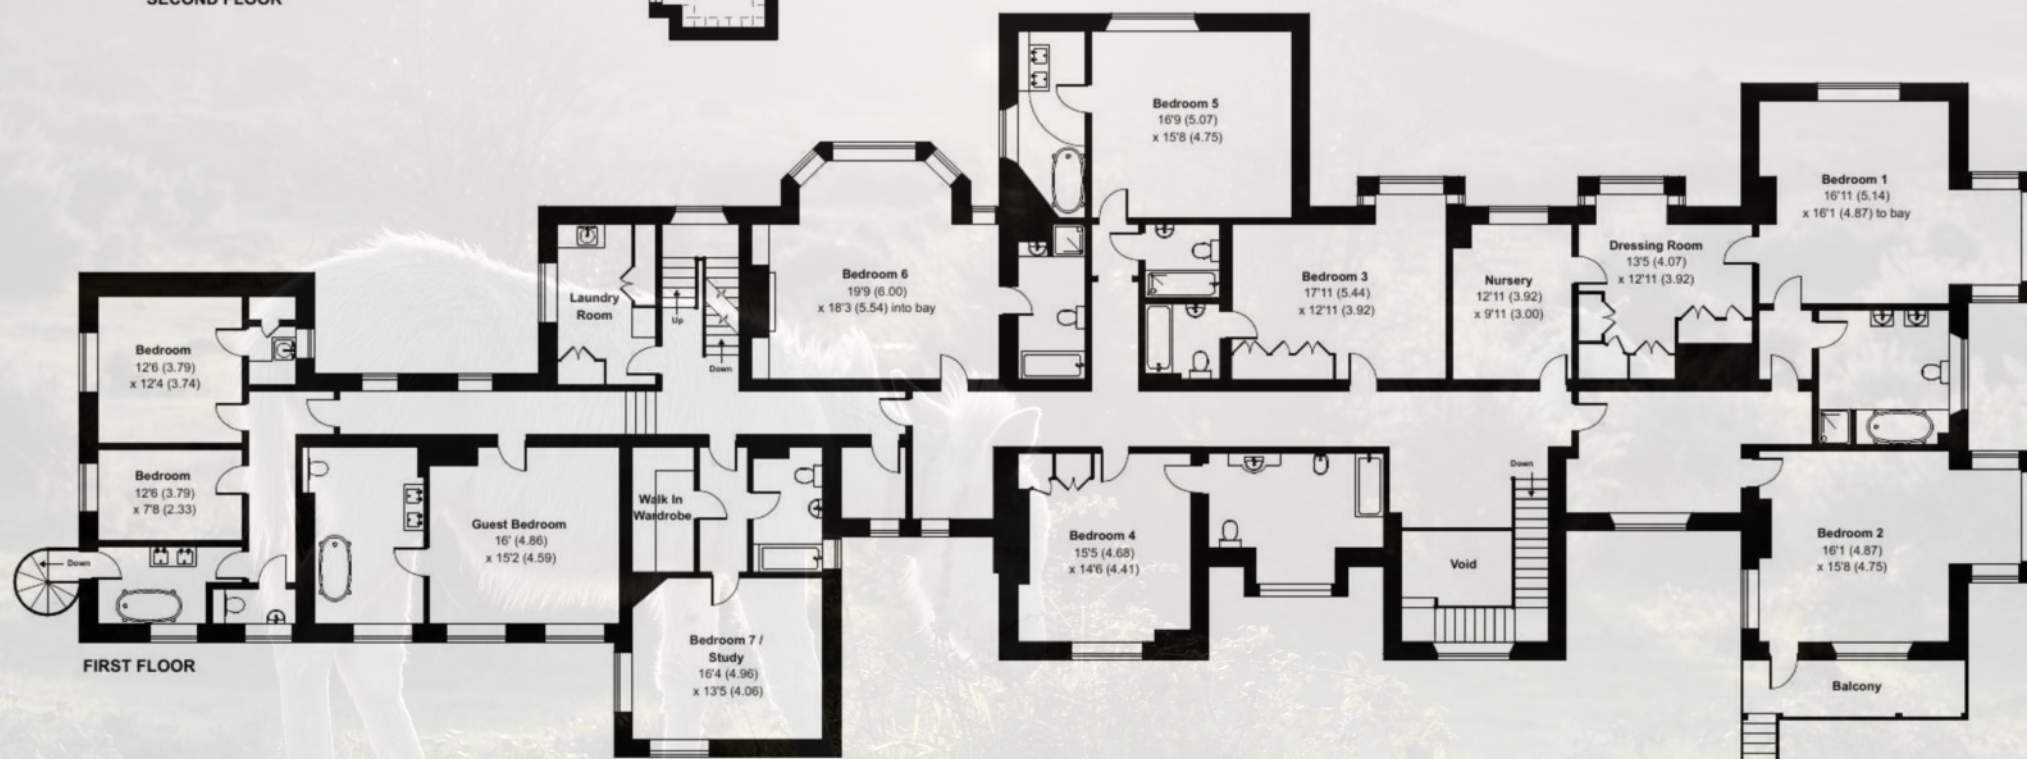 SECOND FLOOR
Bedroom 5
16'9 (5.07)
x 15'8 (4.75)
Bedroom 1
16'11 (5.14)
x 16'1 (4.87) to bay
Dressing Room
13'5 (4.07)
x 12'11 (3.92)
Bedroom 6
19'9 (6.00)
x 18'3 (5.54) into bay
Bedroom 3
17'11 (5.44)
x 12'11 (3.92)
Nursery
12'11 (3.92)
x 9'11 (3.00)
Laundry
Room
Up
Down
Bedroom
12'6 (3.79)
x 12'4 (3.74)
Bedroom
12'6 (3.79)
x 7'8 (2.33)
Down
Guest Bedroom
16' (4.86)
x 15'2 (4.59)
Walk In
Wardrobe
Bedroom 4
15'5 (4.68)
x 14'6 (4.41)
Down
Void
Bedroom 2
16'1 (4.87)
x 15'8 (4.75)
Bedroom 7 /
Study
16'4 (4.96)
x 13'5 (4.06)
Balcony
FIRST FLOOR